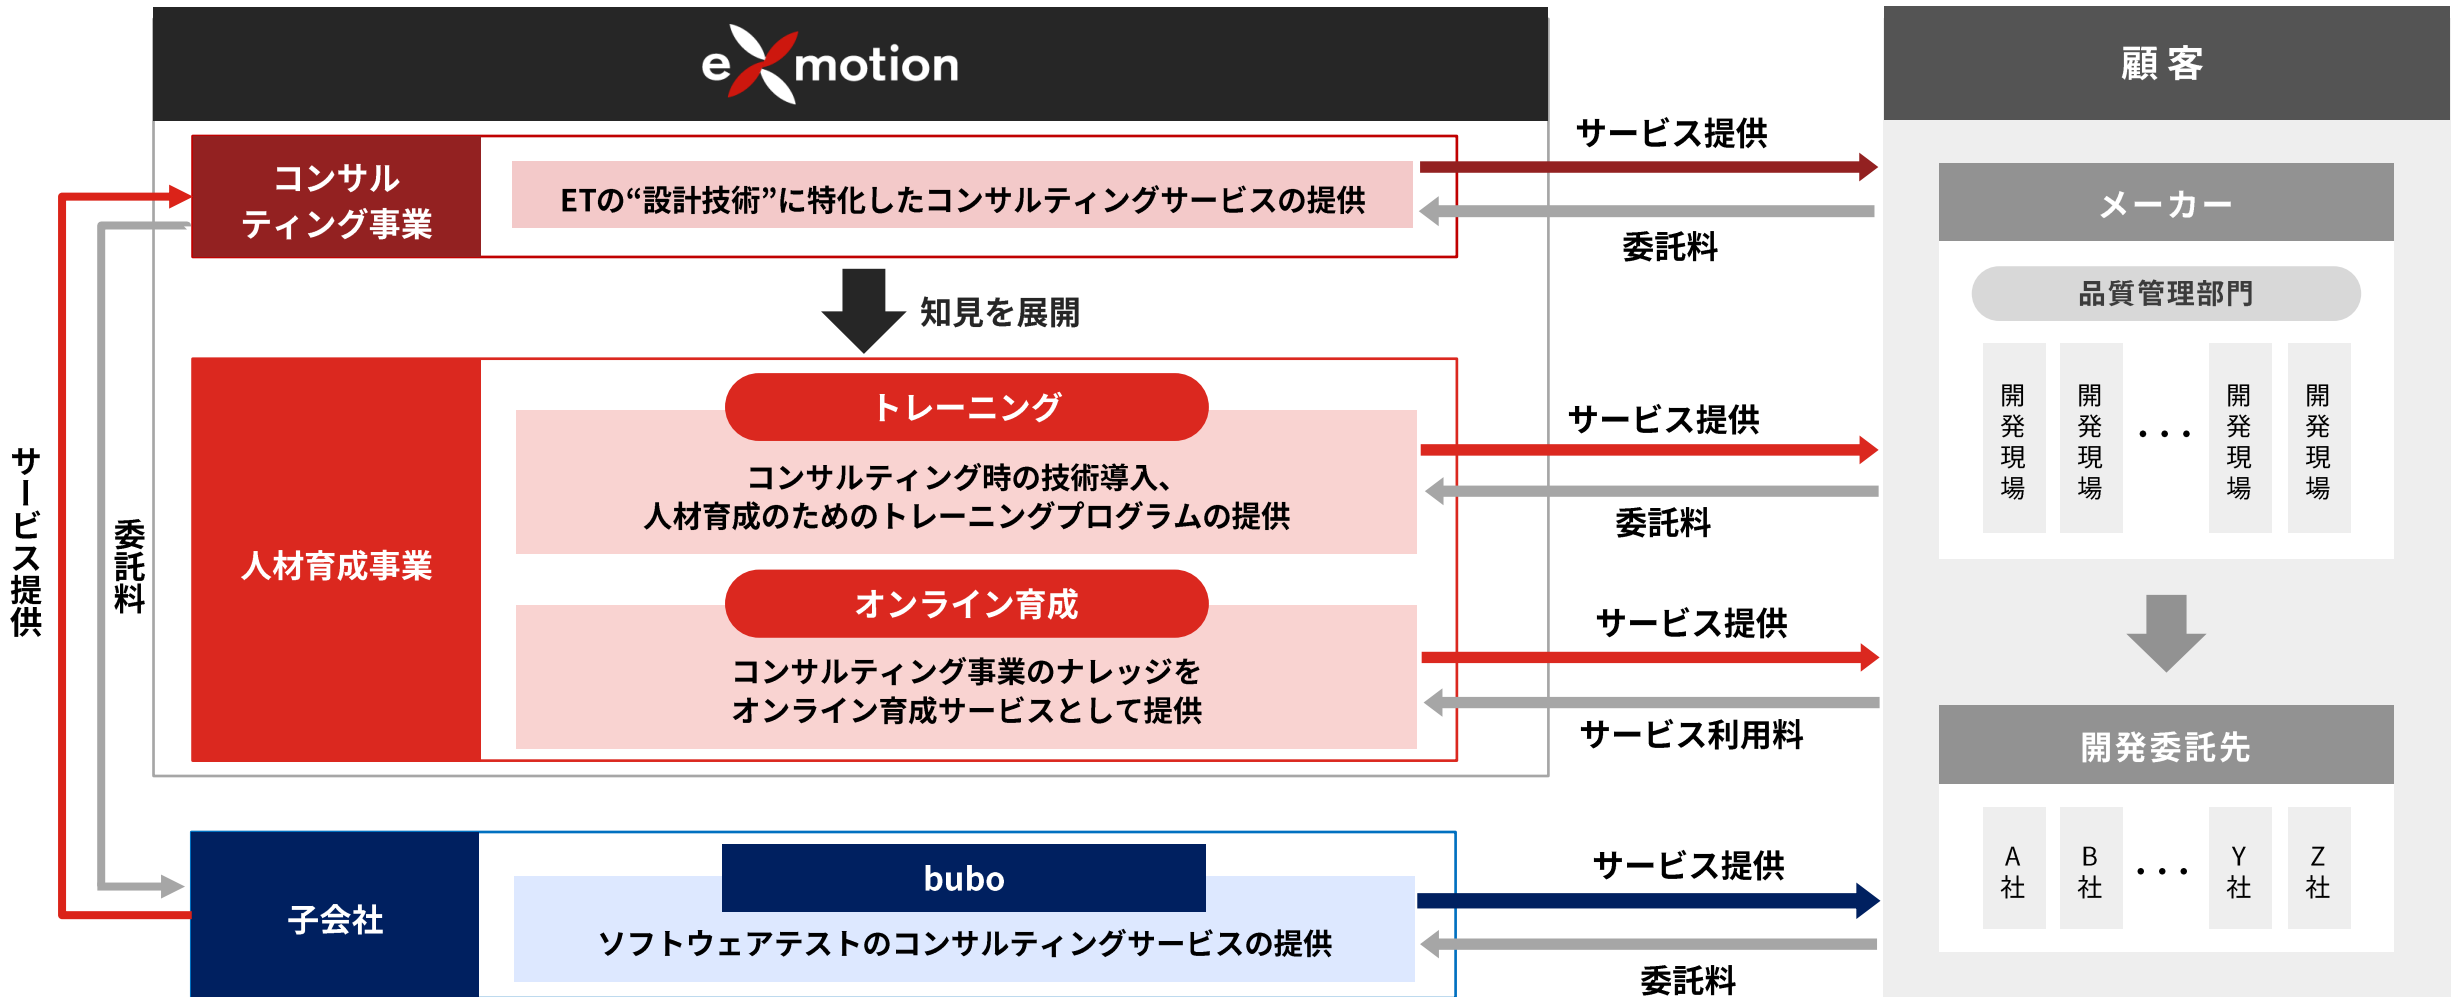 eXmotion
コンサル
ティング事業
ETの“設計技術”に特化したコンサルティングサービスの提供
知見を展開
人材育成事業
トレーニング
コンサルティング時の技術導入、
人材育成のためのトレーニングプログラムの提供
オンライン育成
コンサルティング事業のナレッジを
オンライン育成サービスとして提供
子会社
bubo
ソフトウェアテストのコンサルティングサービスの提供
サービス提供
委託料
サービス提供
委託料
サービス提供
委託料
サービス提供
サービス利用料
サービス提供
委託料
顧客
メーカー
品質管理部門
開発現場
開発現場
・・・
開発現場
開発現場
開発委託先
A社
B社
・・・
Y社
Z社